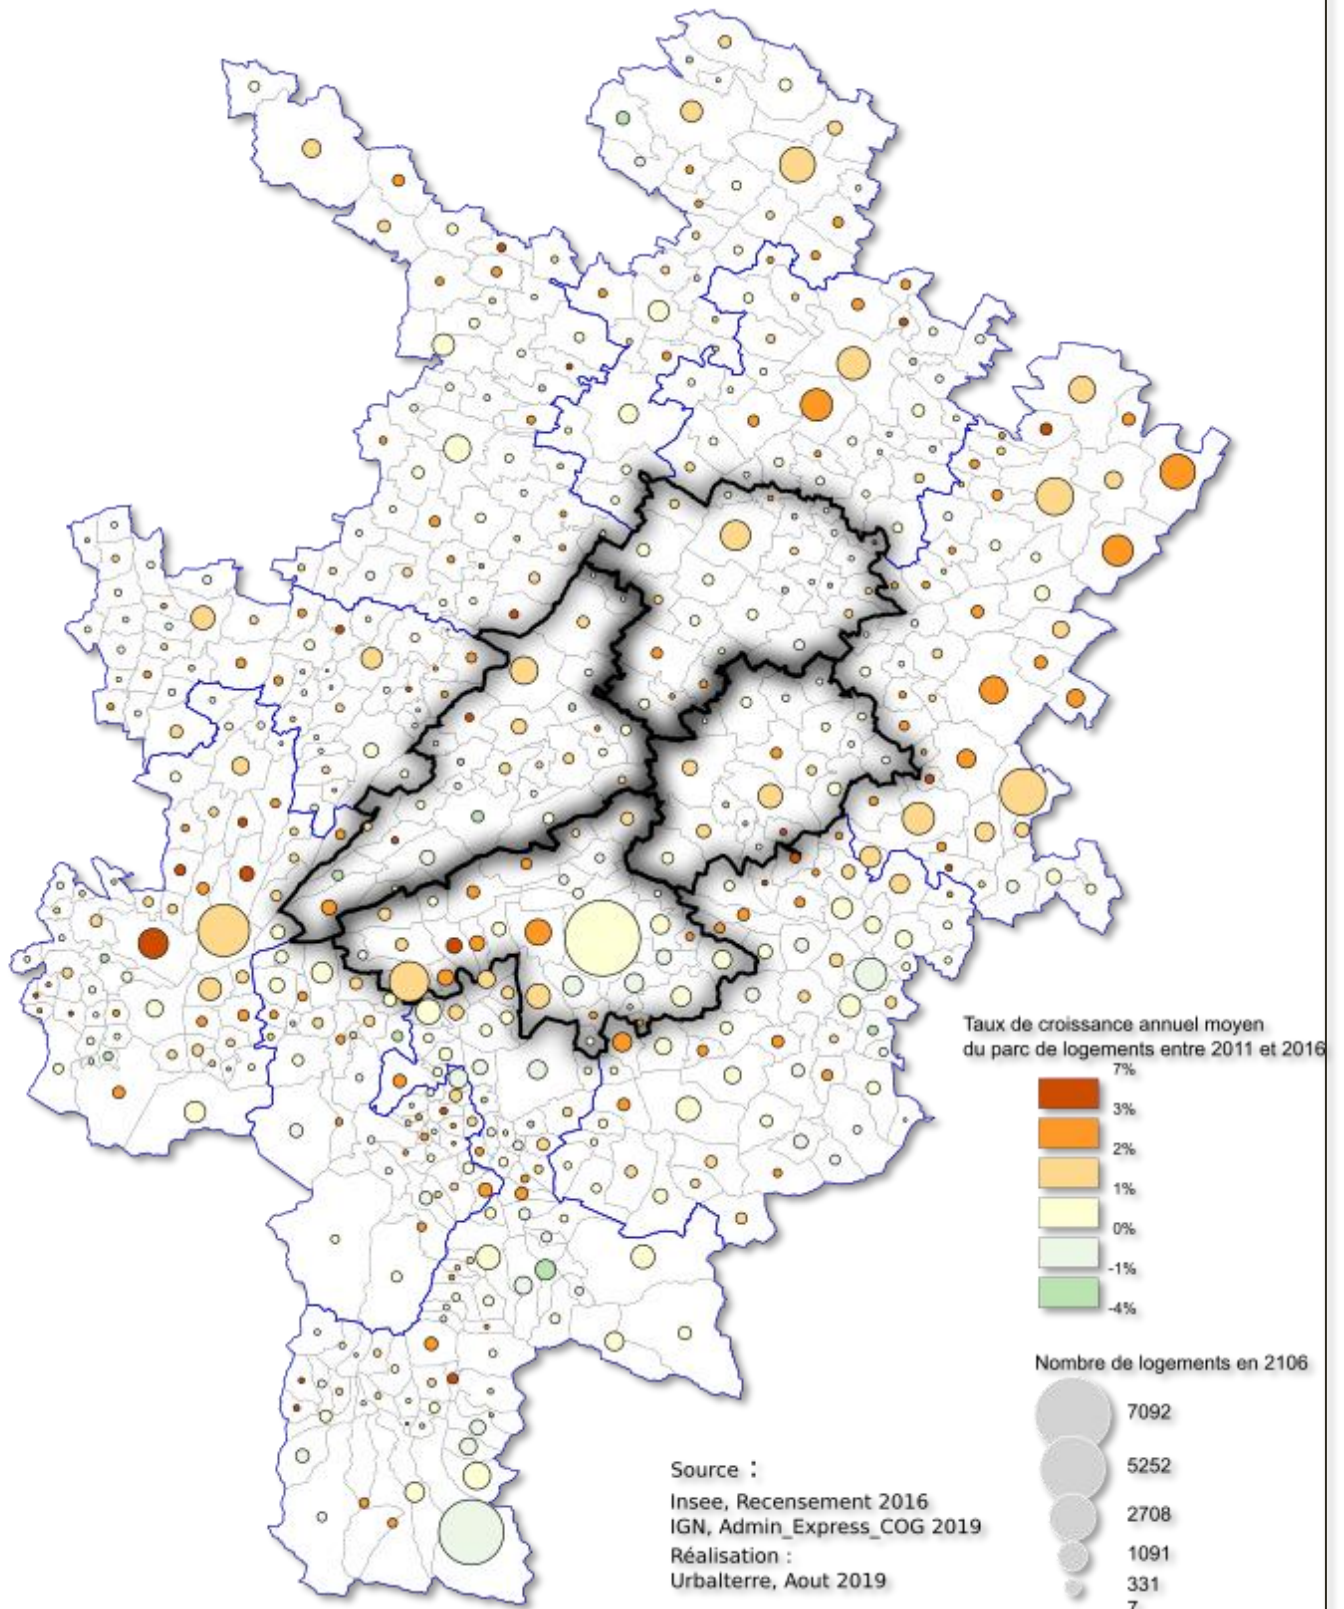 Taux de croissance annuel moyen
du parc de logements entre 2011 et 2016
7%
3%
2%
1%
0%
-1%
-4%
Nombre de logements en 2106
7092
5252
2708
1091
331
7
Source :
Insee, Recensement 2016
IGN, Admin_Express_COG 2019
Réalisation :
Urbalterre, Aout 2019